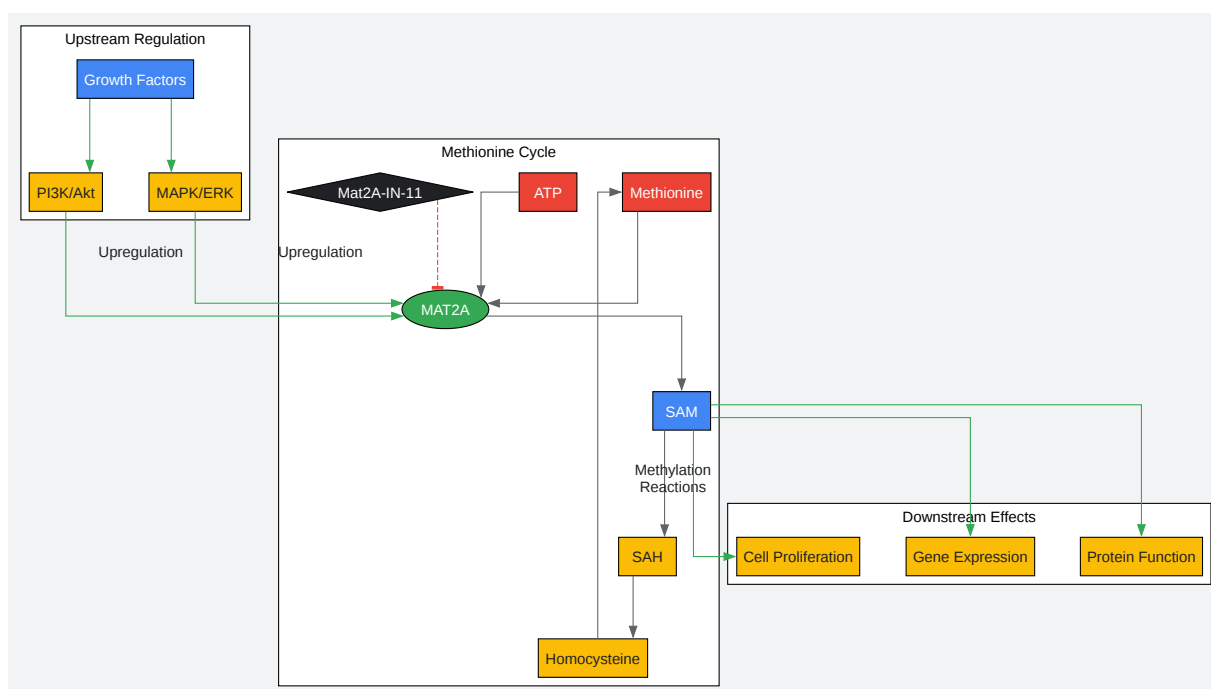 Upstream Regulation
Growth Factors
PI3K/Akt
MAPK/ERK
Upregulation
Upregulation
Methionine Cycle
Mat2A-IN-11
ATP
Methionine
MAT2A
SAM
Methylation
Reactions
SAH
Homocysteine
Downstream Effects
Cell Proliferation
Gene Expression
Protein Function